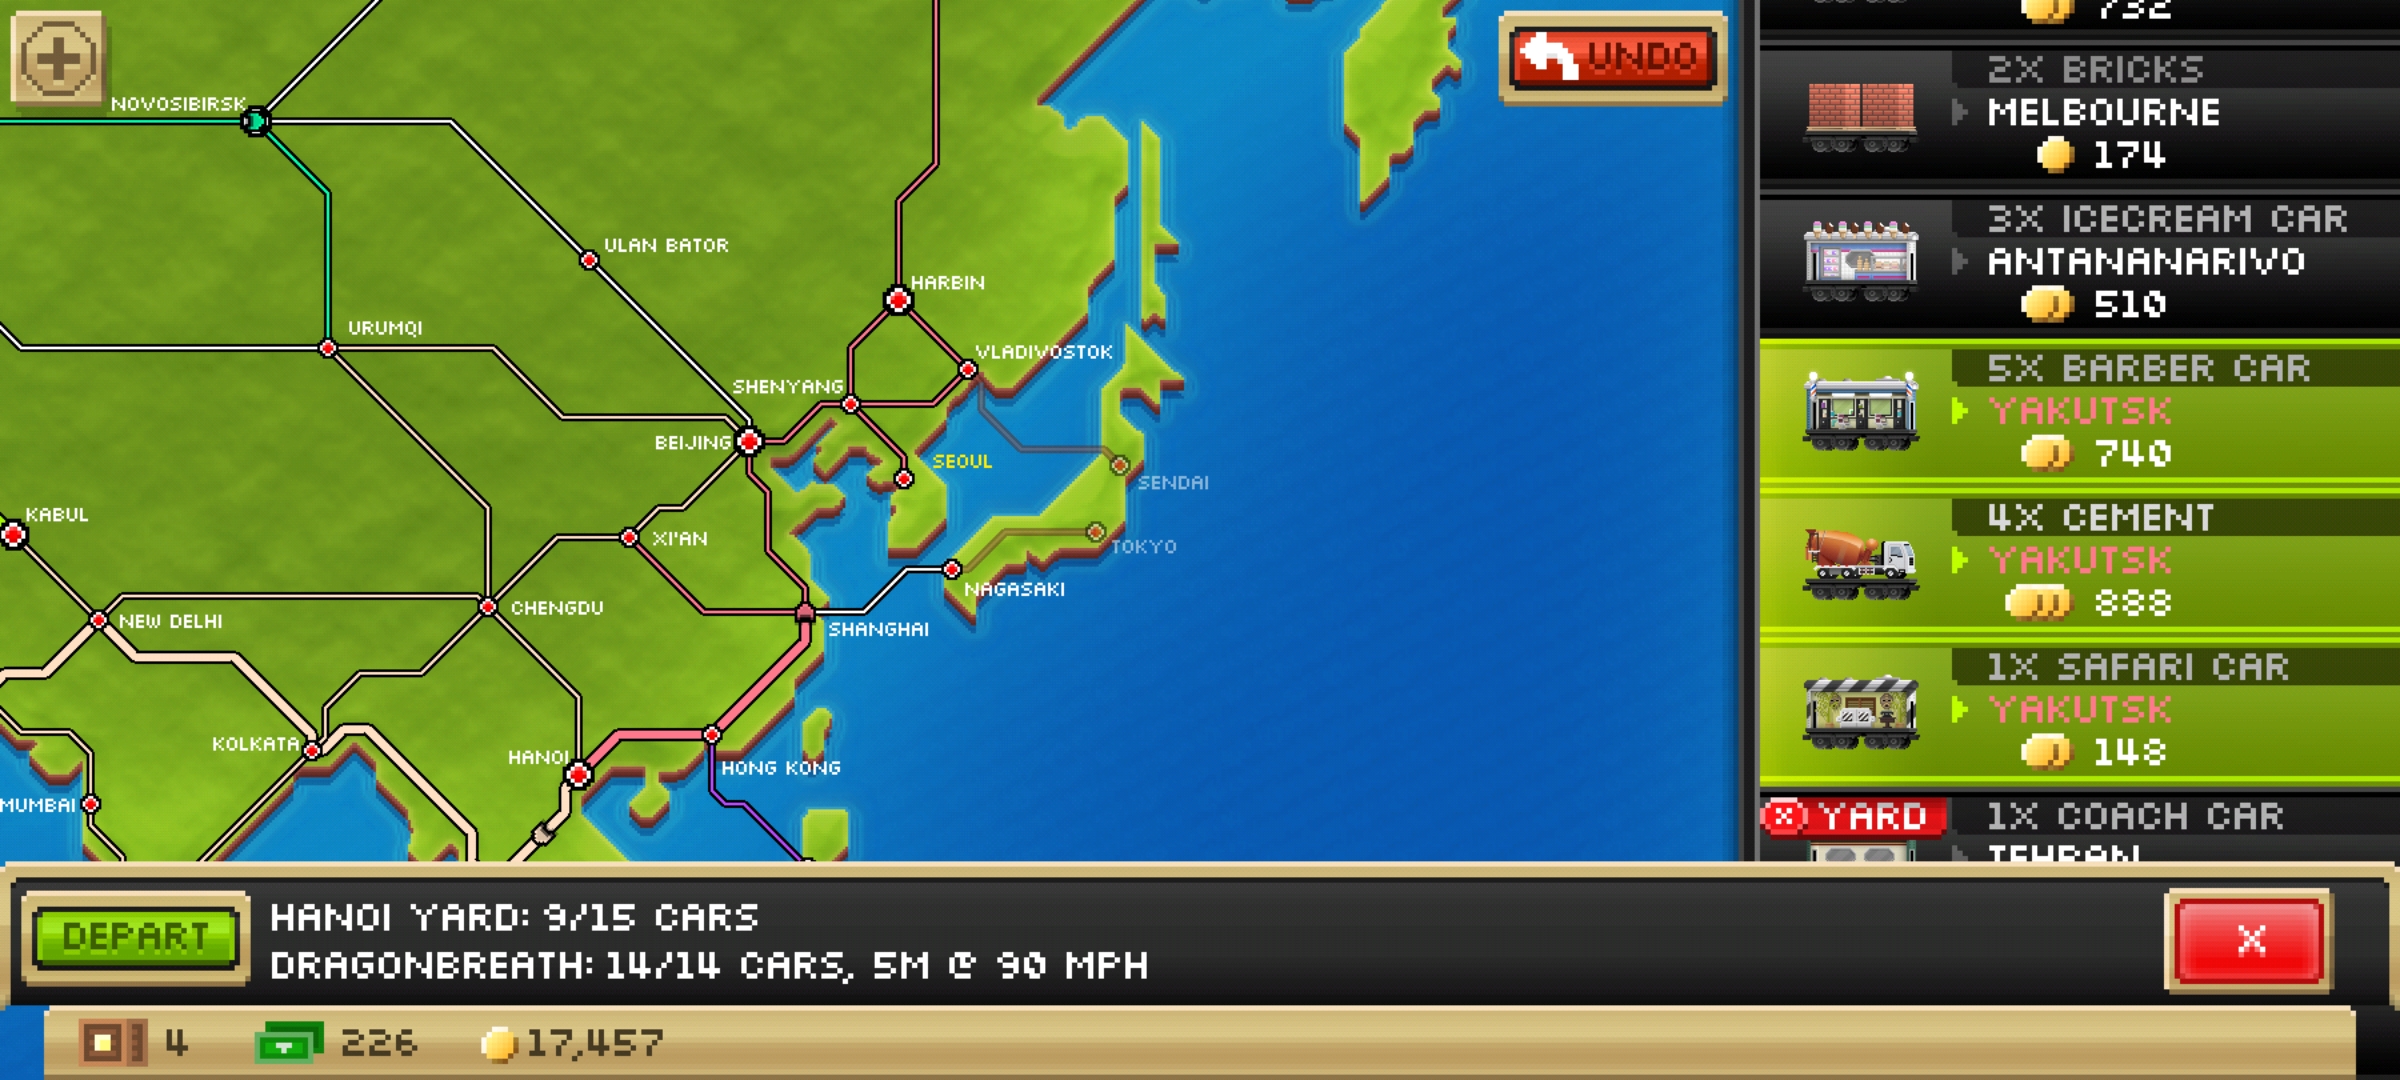 NOVOSIBIRSK
ULAN BATOR
HARBIN
URUMQI
VLADIVOSTOK
SHENYANG
BEIJING
SEOUL
SENDAI
KABUL
XI'AN
TOKYO
NAGASAKI
CHENGDU
NEW DELHI
SHANGHAI
KOLKATA
HANOI
HONG KONG
MUMBAI
UNDO
732
2X BRICKS
MELBOURNE
174
3X ICECREAM CAR
ANTANANARIVO
510
5X BARBER CAR
YAKUTSK
740
4X CEMENT
YAKUTSK
888
1X SAFARI CAR
YAKUTSK
148
X YARD
1X COACH CAR
TEHRAN
DEPART
HANOI YARD: 9/15 CARS
DRAGONBREATH: 14/14 CARS, 5M @ 90 MPH
X
4
226
17,457